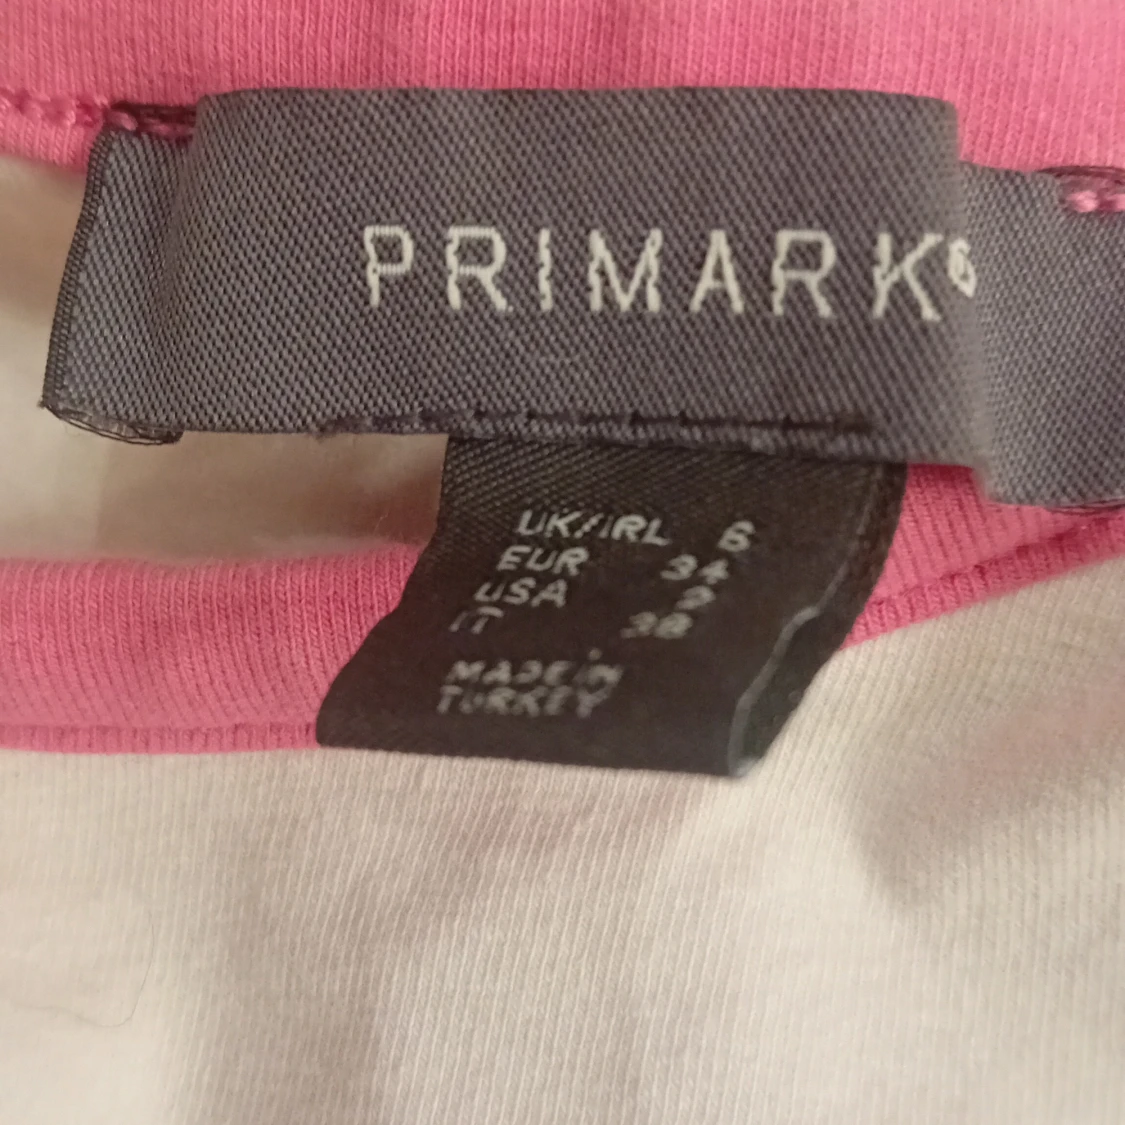 PRIMARK®
UK/IRL 6
EUR 34
USA 2
IT 38
MADE IN
TURKEY